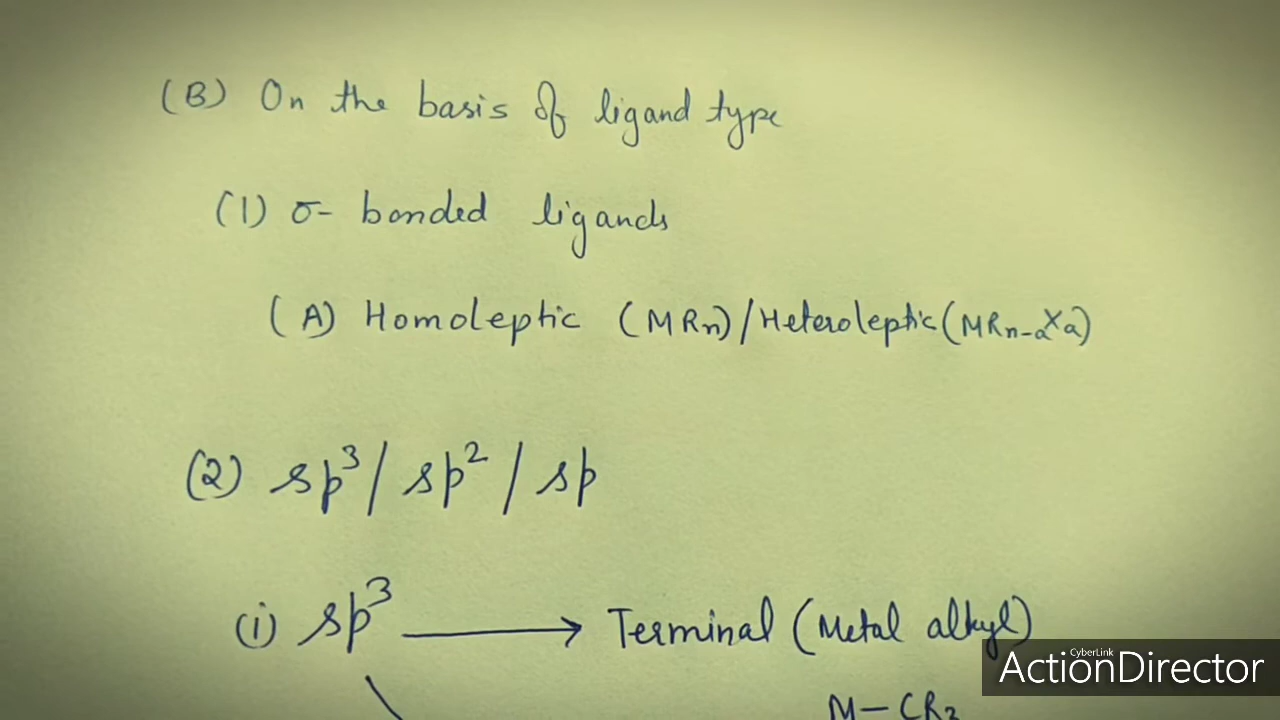 (B) On the basis of ligand type
(1) σ- bonded ligands
(A) Homoleptic (MRn)/Heteroleptic(MRn-aXa)
(2) sp³/ sp² / sp
(i) sp³ ⟶ Terminal (Metal alkyl)
M-CR₃
CyberLink
ActionDirector